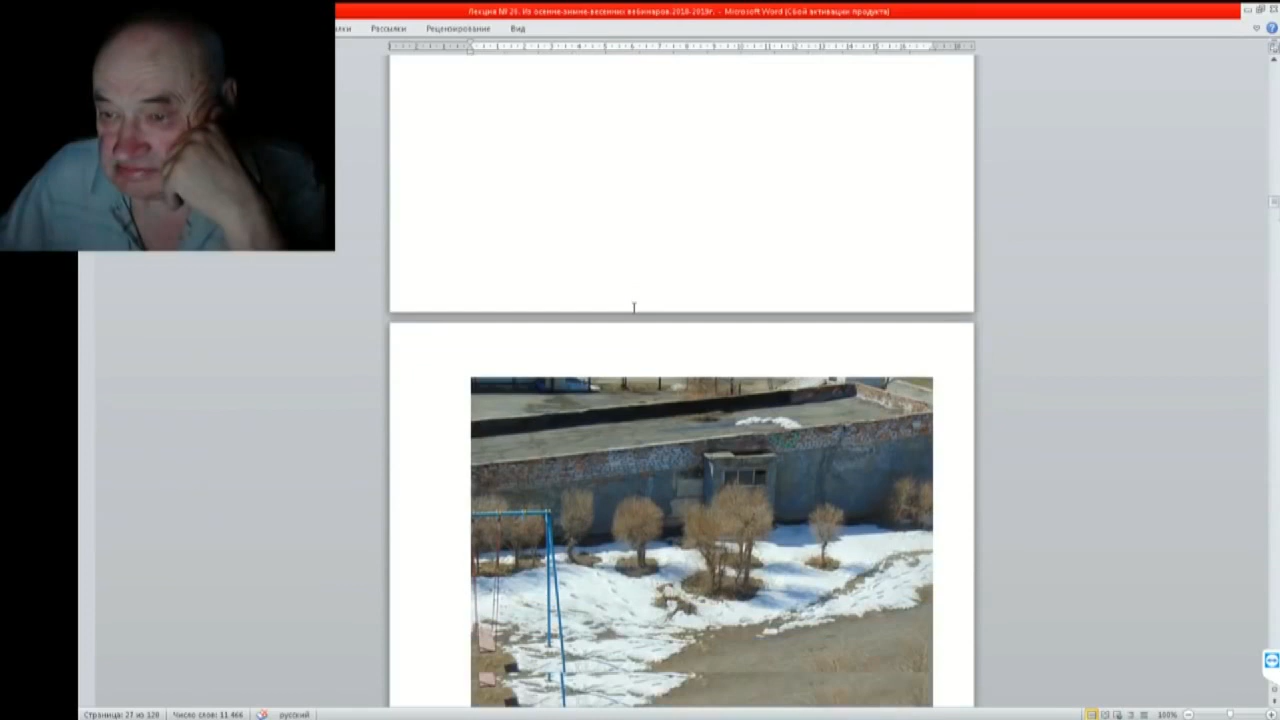 Лекция № 26. Из осенне-зимне-весенних вебинаров.2018-2019г. - Microsoft Word (Сбой активации продукта)
Рассылки Рецензирование Вид
Страница: 27 из 128 Число слов: 11 466 русский 100%